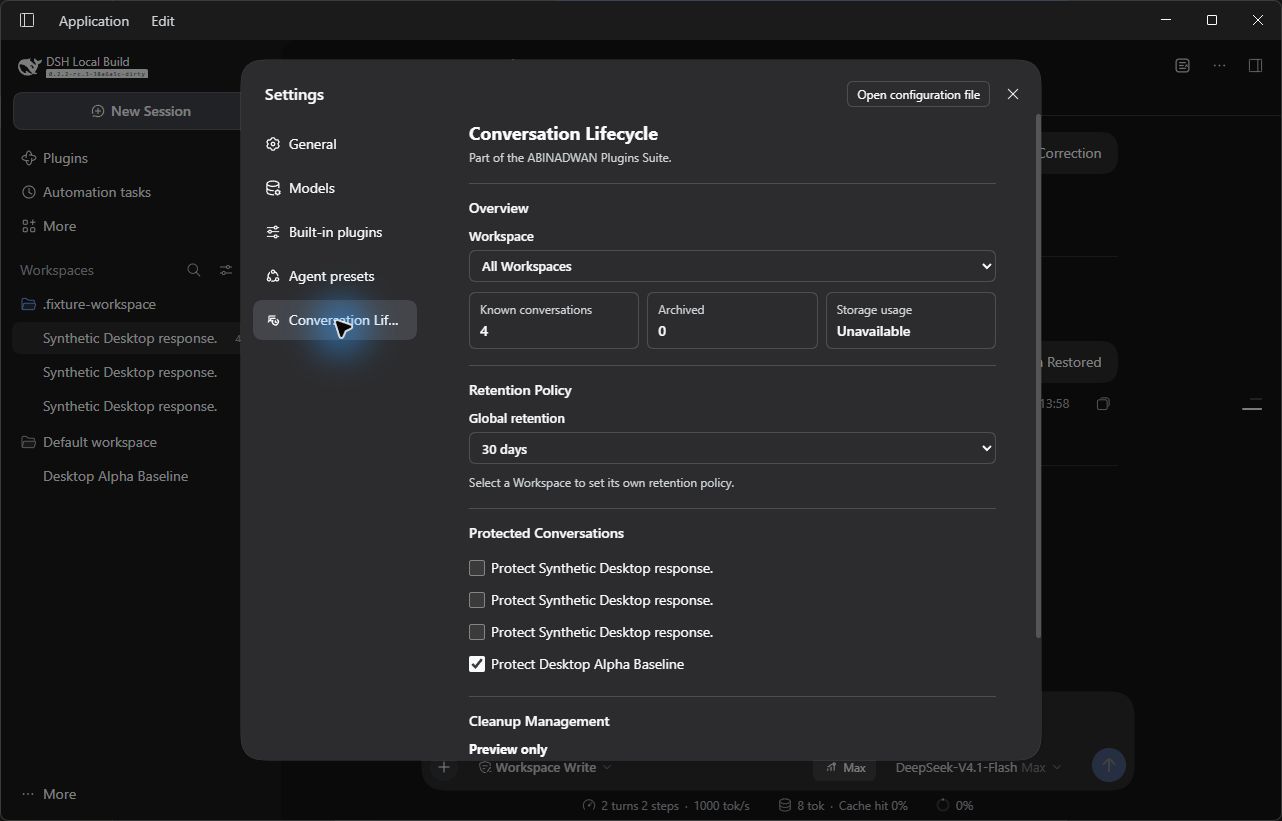 Application Edit
DSH Local Build
New Session
Plugins
Automation tasks
More
Workspaces
.fixture-workspace
Synthetic Desktop response. 4
Synthetic Desktop response.
Synthetic Desktop response.
Default workspace
Desktop Alpha Baseline
More
Settings
Open configuration file
General
Models
Built-in plugins
Agent presets
Conversation Lif...
Conversation Lifecycle
Part of the ABINADWAN Plugins Suite.
Overview
Workspace
All Workspaces
Known conversations
4
Archived
0
Storage usage
Unavailable
Retention Policy
Global retention
30 days
Select a Workspace to set its own retention policy.
Protected Conversations
Protect Synthetic Desktop response.
Protect Synthetic Desktop response.
Protect Synthetic Desktop response.
Protect Desktop Alpha Baseline
Cleanup Management
Preview only
Correction
Restored
13:58
Workspace Write
Max
DeepSeek-V4.1-Flash Max
2 turns 2 steps · 1000 tok/s
8 tok · Cache hit 0%
0%